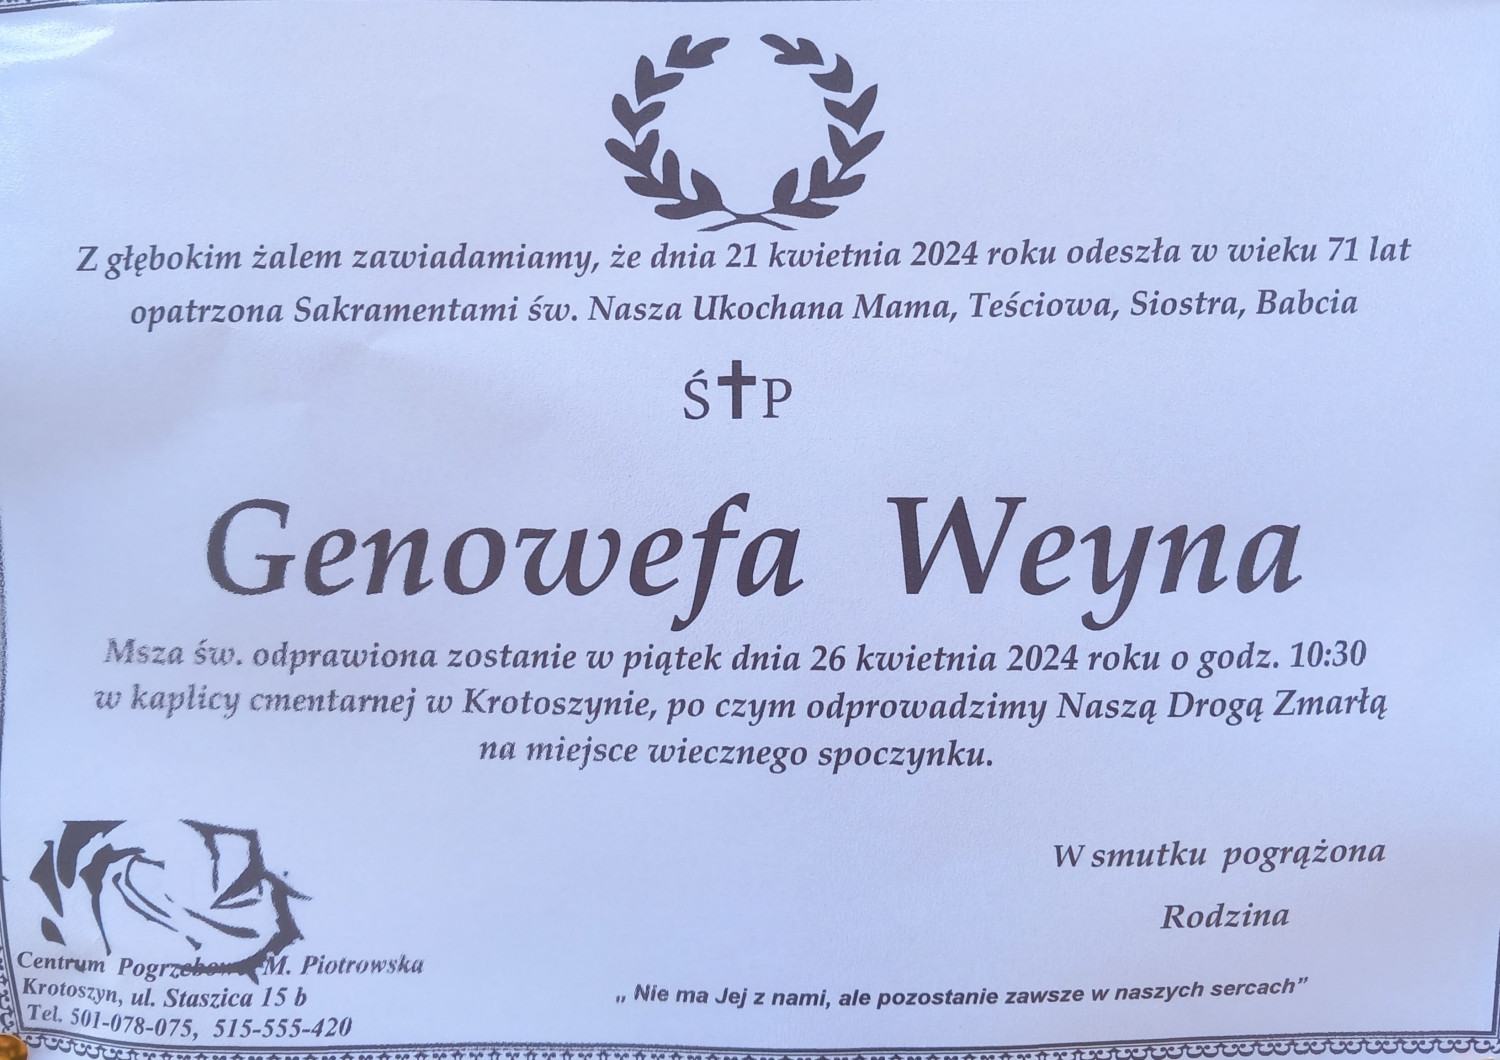 Z głębokim żalem zawiadamiamy, że dnia 21 kwietnia 2024 roku odeszła w wieku 71 lat
opatrzona Sakramentami św. Nasza Ukochana Mama, Teściowa, Siostra, Babcia
Ś✝P
Genowefa Weyna
Msza św. odprawiona zostanie w piątek dnia 26 kwietnia 2024 roku o godz. 10:30
w kaplicy cmentarnej w Krotoszynie, po czym odprowadzimy Naszą Drogą Zmarłą
na miejsce wiecznego spoczynku.
W smutku pogrążona
Rodzina
Centrum Pogrzebowe M. Piotrowska
Krotoszyn, ul. Staszica 15 b
Tel. 501-078-075, 515-555-420
„ Nie ma Jej z nami, ale pozostanie zawsze w naszych sercach”